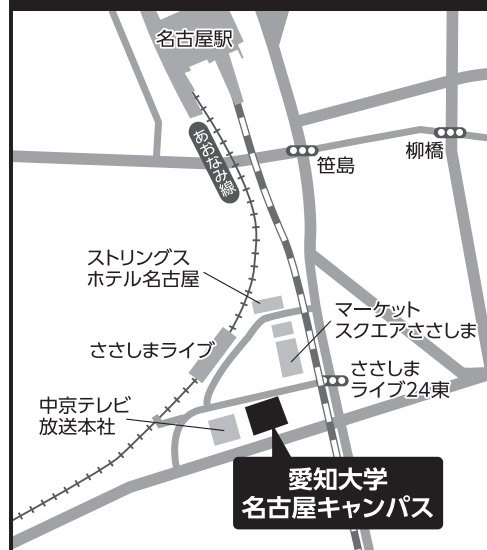 名古屋駅
あおなみ線
笹島
柳橋
ストリングス
ホテル名古屋
マーケット
スクエアささしま
ささしまライブ
ささしま
ライブ24東
中京テレビ
放送本社
愛知大学
名古屋キャンパス